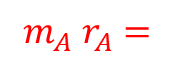 m_A r_A =